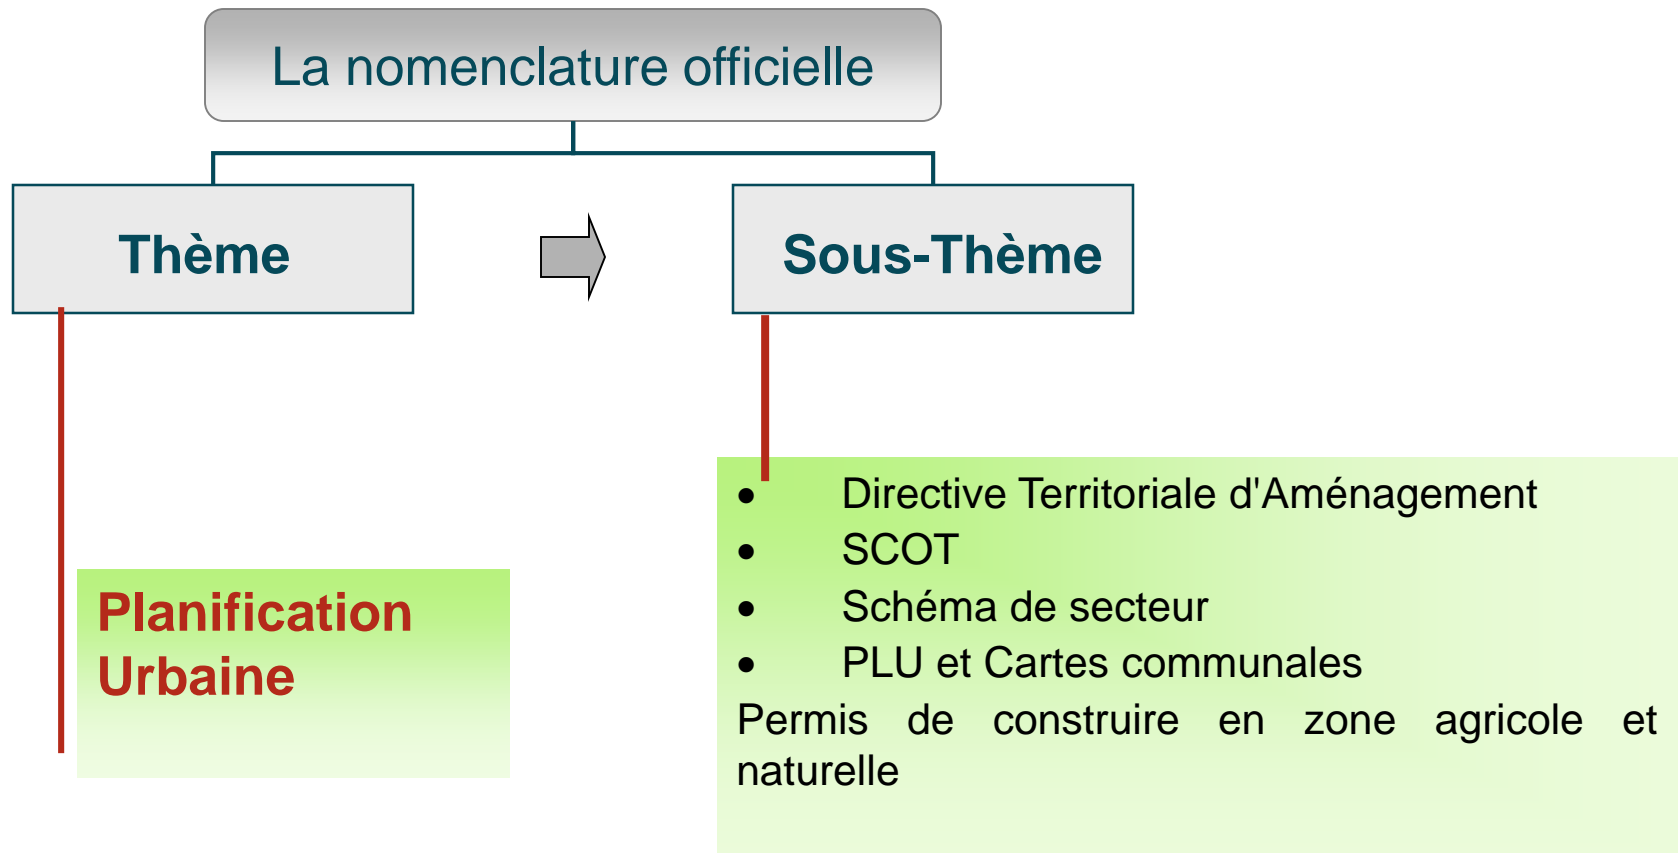 La nomenclature officielle
Thème
Sous-Thème
Planification
Urbaine
• Directive Territoriale d'Aménagement
• SCOT
• Schéma de secteur
• PLU et Cartes communales
Permis de construire en zone agricole et
naturelle